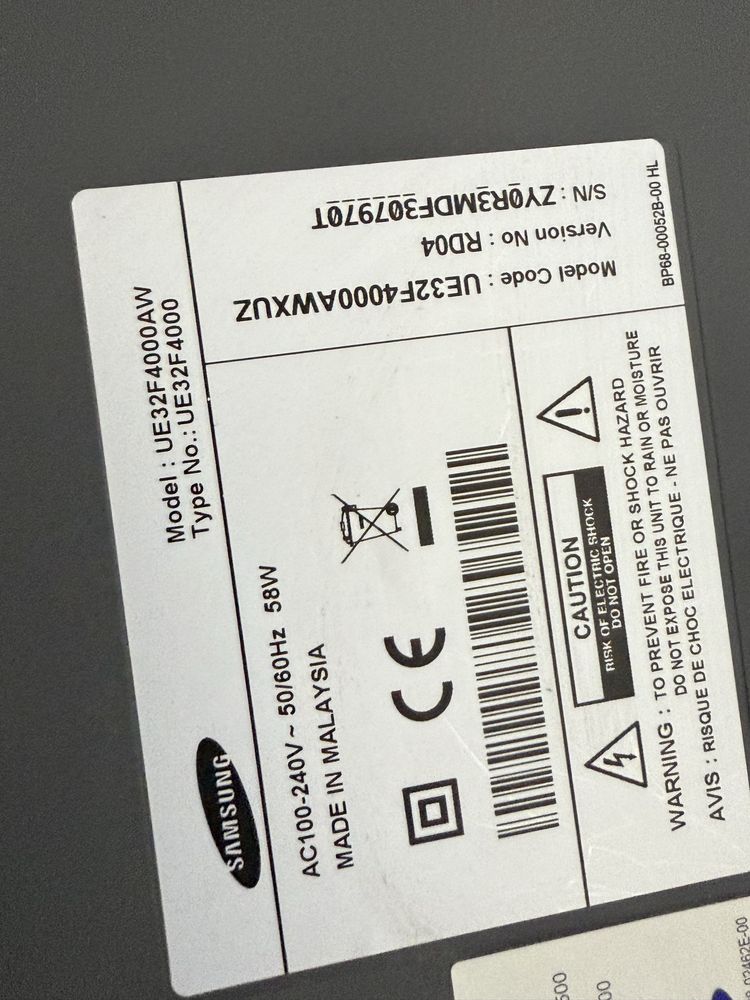 SAMSUNG
Model : UE32F4000AW
Type No.: UE32F4000
AC100-240V~ 50/60Hz 58W
MADE IN MALAYSIA
Model Code : UE32F4000AWXUZ
Version No : RD04
S/N : ZY0R3MDF307970T
BP68-00052B-00 HL
CAUTION
RISK OF ELECTRIC SHOCK
DO NOT OPEN
WARNING : TO PREVENT FIRE OR SHOCK HAZARD
DO NOT EXPOSE THIS UNIT TO RAIN OR MOISTURE
AVIS : RISQUE DE CHOC ELECTRIQUE - NE PAS OUVRIR